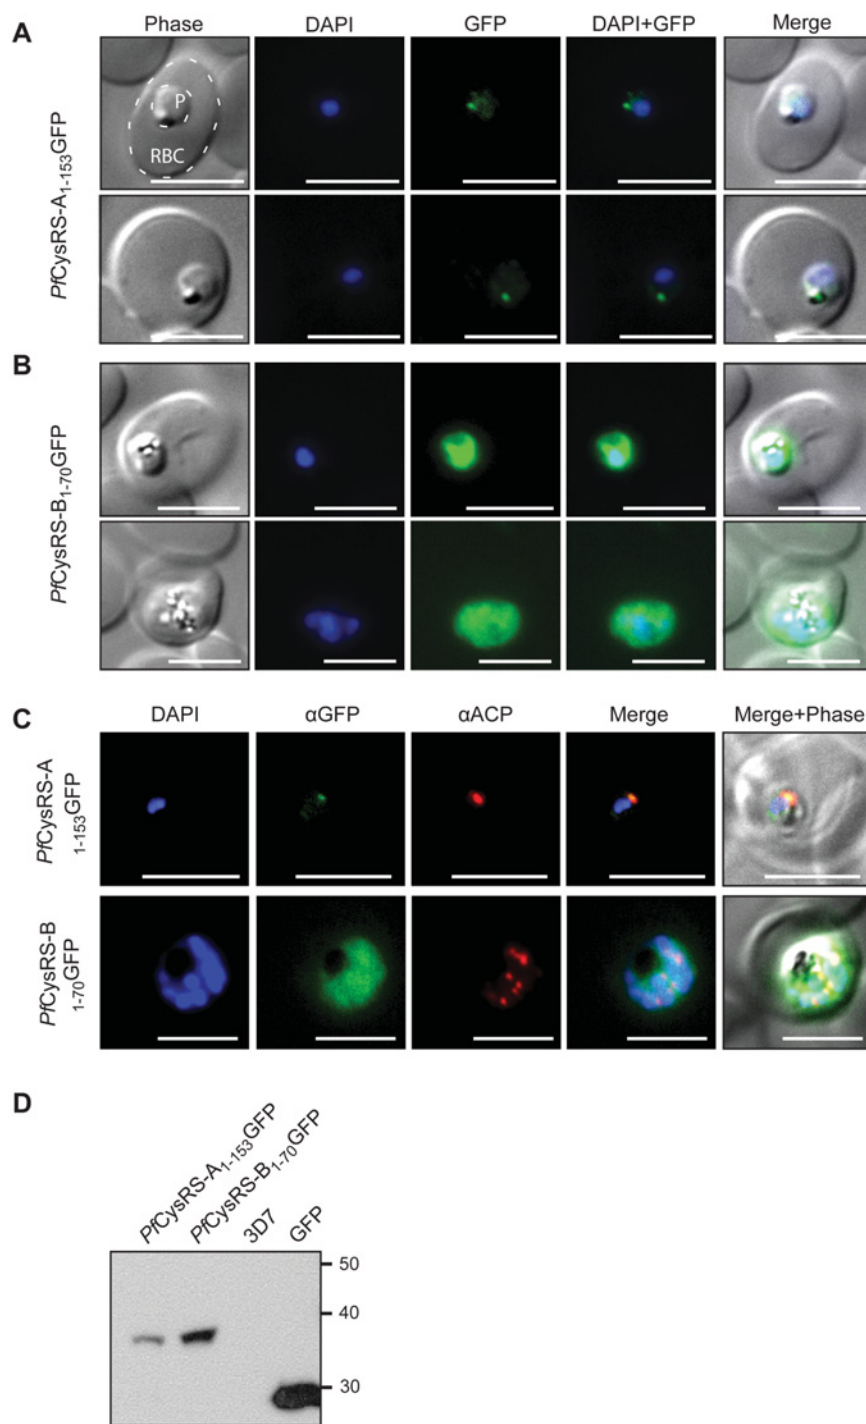 A
Phase DAPI GFP DAPI+GFP Merge
PfCysRS-A1-153GFP
P
RBC
B
PfCysRS-B1-70GFP
C
DAPI αGFP αACP Merge Merge+Phase
PfCysRS-A
1-153GFP
PfCysRS-B
1-70GFP
D
PfCysRS-A1-153GFP
PfCysRS-B1-70GFP
3D7
GFP
50
40
30